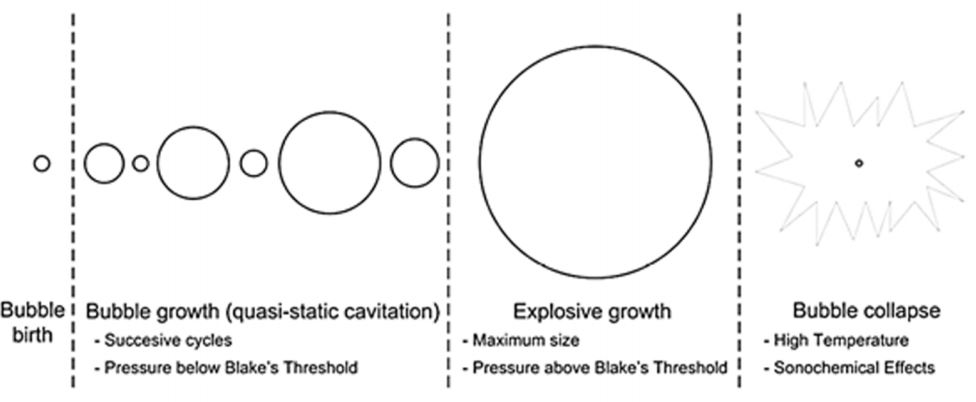 Bubble
birth
Bubble growth (quasi-static cavitation)
- Succesive cycles
- Pressure below Blake's Threshold
Explosive growth
- Maximum size
- Pressure above Blake's Threshold
Bubble collapse
- High Temperature
- Sonochemical Effects